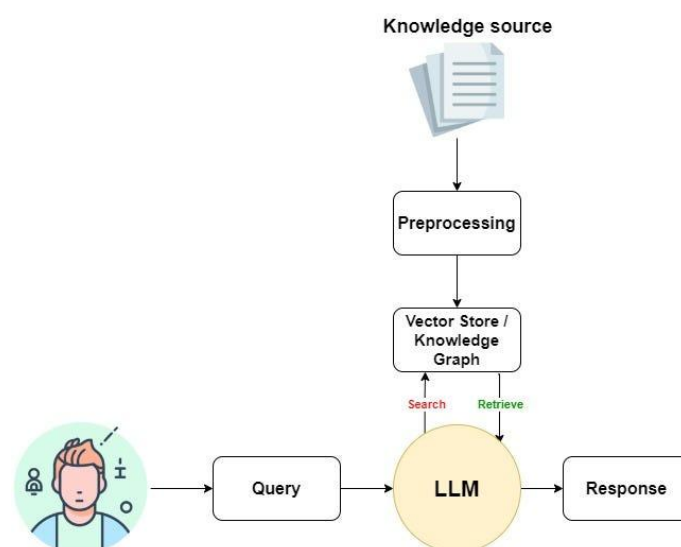 Knowledge source
Preprocessing
Vector Store /
Knowledge
Graph
Search
Retrieve
Query
LLM
Response